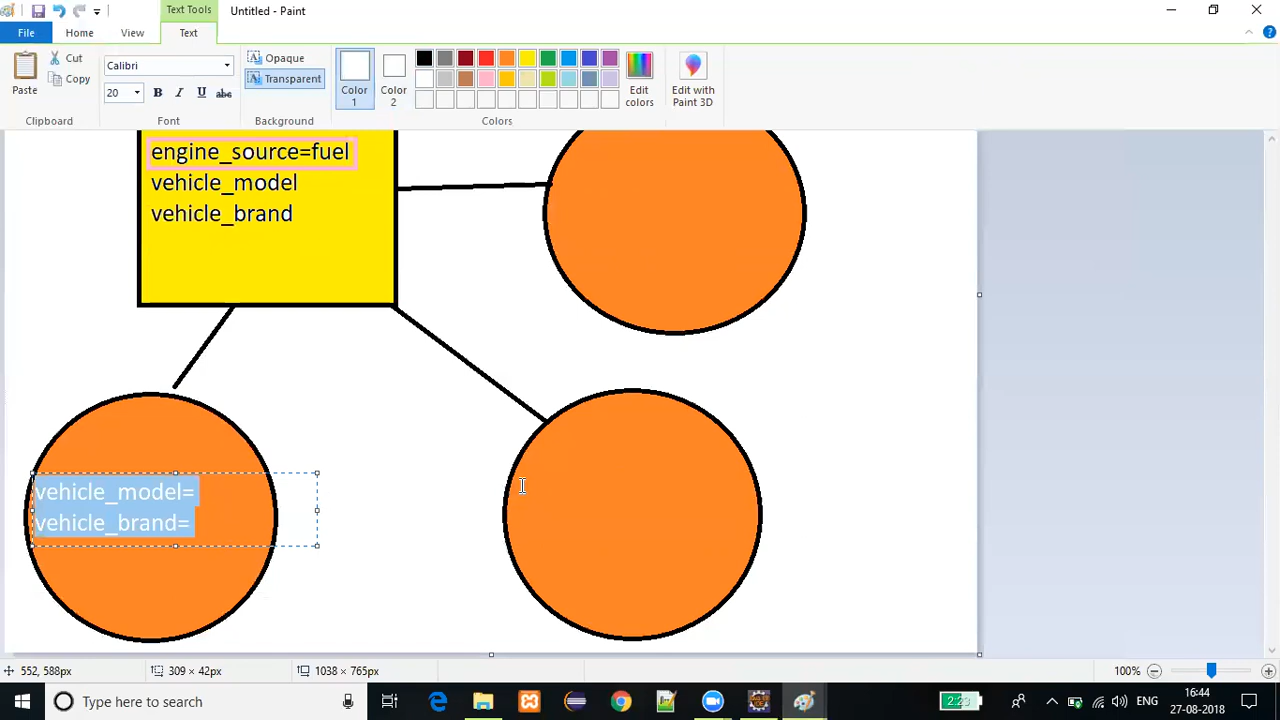 Text Tools
Untitled - Paint
File
Home
View
Text
Paste
Cut
Copy
Clipboard
Calibri
20
B I U abc
Font
Opaque
Transparent
Background
Color 1
Color 2
Edit colors
Colors
Edit with Paint 3D
engine_source=fuel
vehicle_model
vehicle_brand
vehicle_model=
vehicle_brand=
552, 588px
309 × 42px
1038 × 765px
100%
Type here to search
2:23
ENG
16:44
27-08-2018